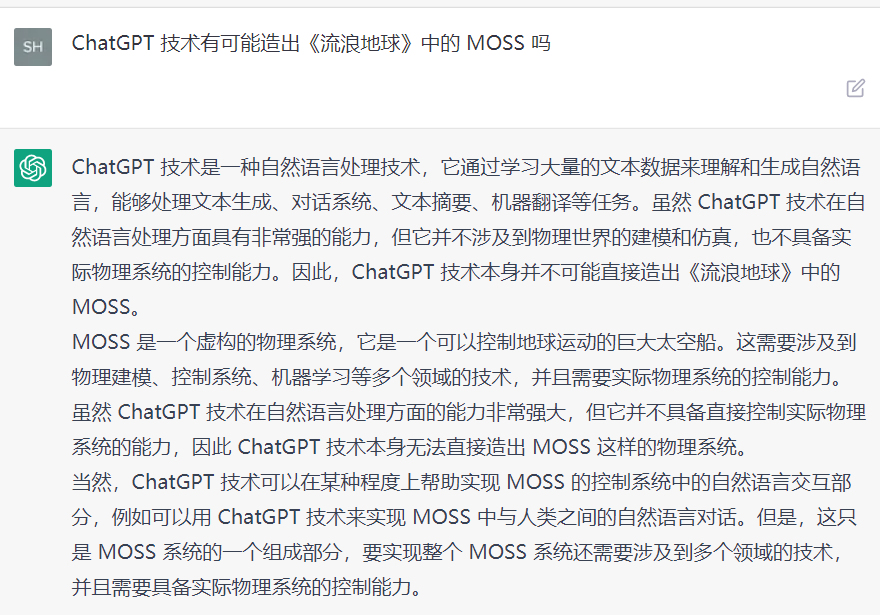 SH
ChatGPT 技术有可能造出《流浪地球》中的 MOSS 吗
ChatGPT 技术是一种自然语言处理技术，它通过学习大量的文本数据来理解和生成自然语
言，能够处理文本生成、对话系统、文本摘要、机器翻译等任务。虽然 ChatGPT 技术在自
然语言处理方面具有非常强的能力，但它并不涉及到物理世界的建模和仿真，也不具备实
际物理系统的控制能力。因此，ChatGPT 技术本身并不可能直接造出《流浪地球》中的
MOSS。
MOSS 是一个虚构的物理系统，它是一个可以控制地球运动的巨大太空船。这需要涉及到
物理建模、控制系统、机器学习等多个领域的技术，并且需要实际物理系统的控制能力。
虽然 ChatGPT 技术在自然语言处理方面的能力非常强大，但它并不具备直接控制实际物理
系统的能力，因此 ChatGPT 技术本身无法直接造出 MOSS 这样的物理系统。
当然，ChatGPT 技术可以在某种程度上帮助实现 MOSS 的控制系统中的自然语言交互部
分，例如可以用 ChatGPT 技术来实现 MOSS 中与人类之间的自然语言对话。但是，这只
是 MOSS 系统的一个组成部分，要实现整个 MOSS 系统还需要涉及到多个领域的技术，
并且需要具备实际物理系统的控制能力。